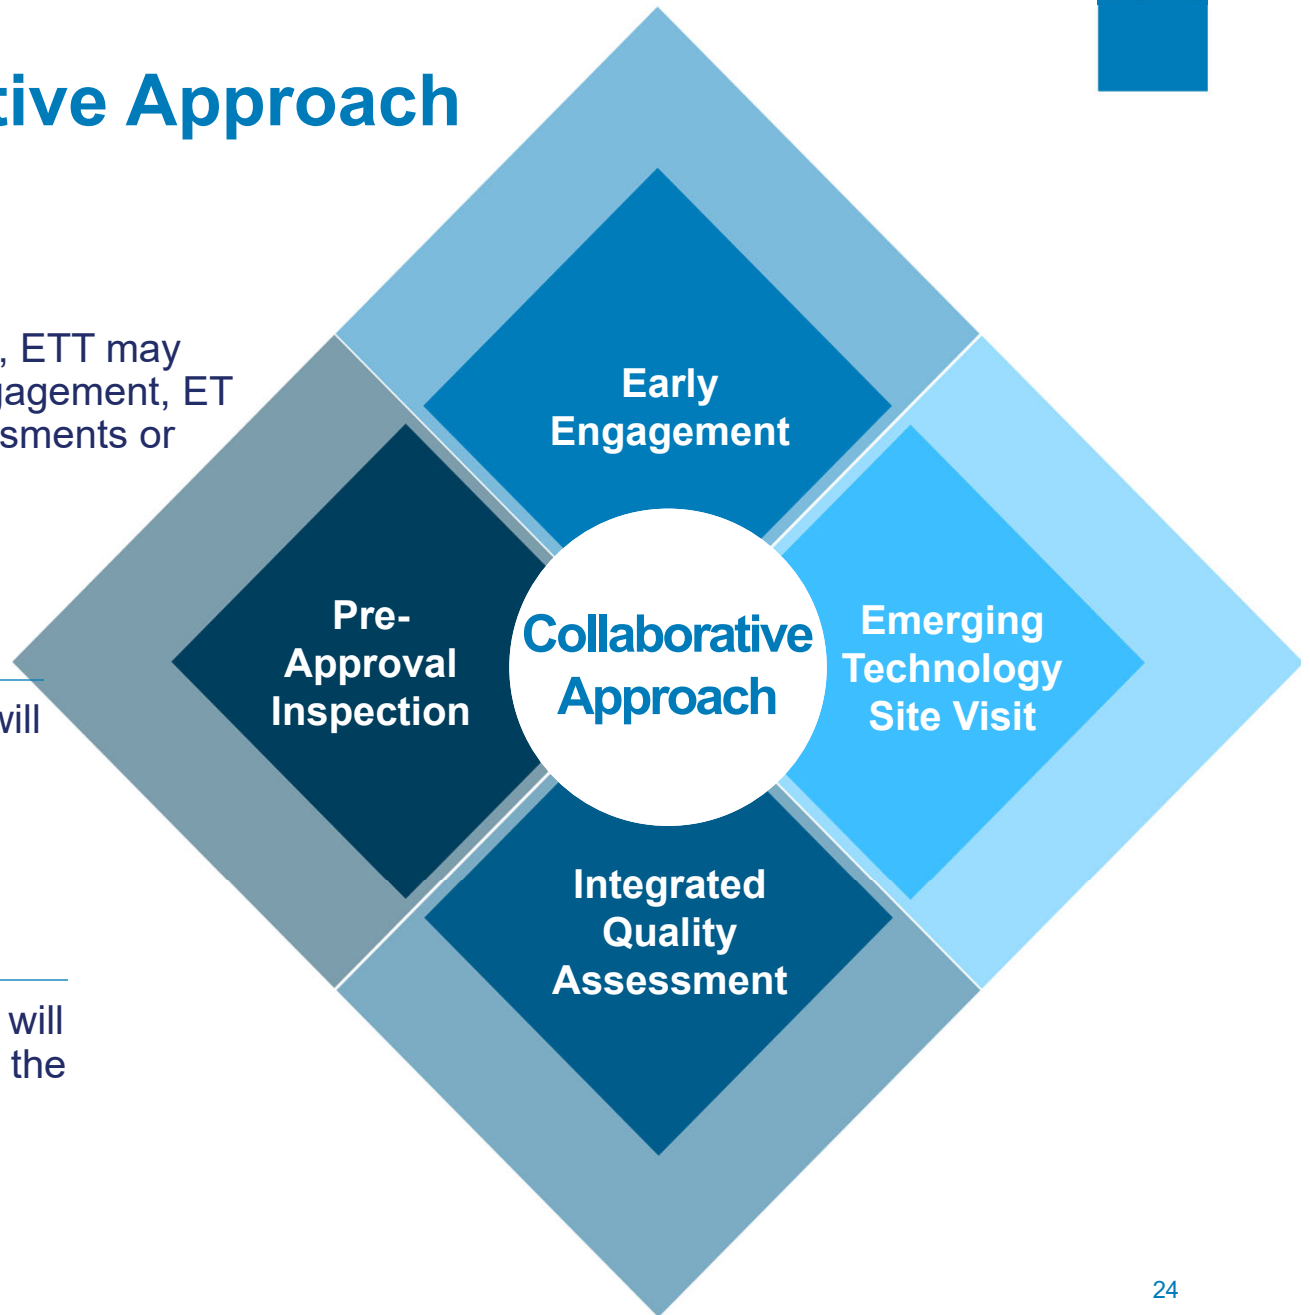 tive Approach
, ETT may
gagement, ET
sments or
will
will
the
Early
Engagement
Pre-
Approval
Inspection
Collaborative
Approach
Emerging
Technology
Site Visit
Integrated
Quality
Assessment
24